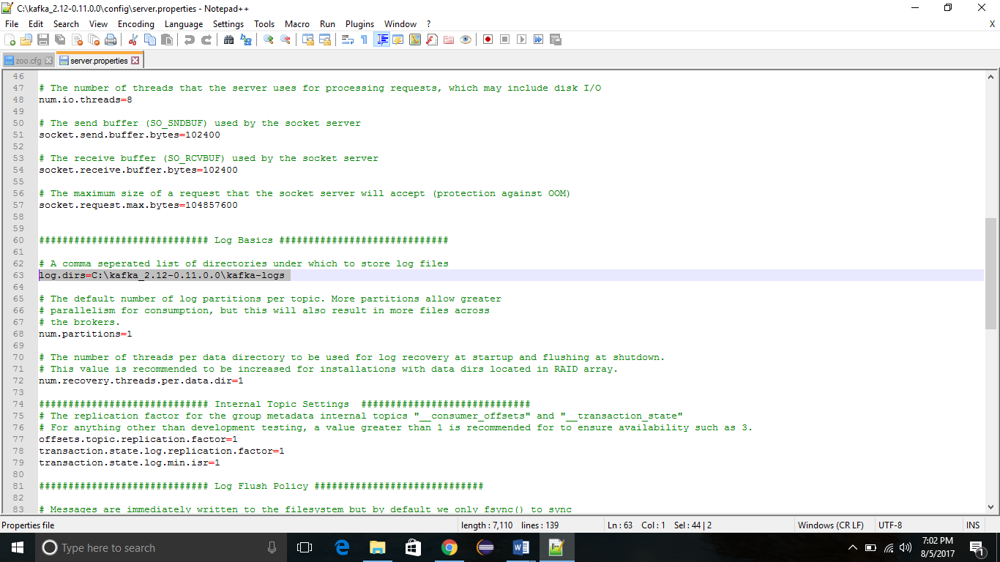 C:\kafka_2.12-0.11.0.0\config\server.properties - Notepad++
File Edit Search View Encoding Language Settings Tools Macro Run Plugins Window ? X
zoo.cfg server.properties
46
47 # The number of threads that the server uses for processing requests, which may include disk I/O
48 num.io.threads=8
49
50 # The send buffer (SO_SNDBUF) used by the socket server
51 socket.send.buffer.bytes=102400
52
53 # The receive buffer (SO_RCVBUF) used by the socket server
54 socket.receive.buffer.bytes=102400
55
56 # The maximum size of a request that the socket server will accept (protection against OOM)
57 socket.request.max.bytes=104857600
58
59
60 ############################# Log Basics #############################
61
62 # A comma seperated list of directories under which to store log files
63 log.dirs=C:\kafka_2.12-0.11.0.0\kafka-logs
64
65 # The default number of log partitions per topic. More partitions allow greater
66 # parallelism for consumption, but this will also result in more files across
67 # the brokers.
68 num.partitions=1
69
70 # The number of threads per data directory to be used for log recovery at startup and flushing at shutdown.
71 # This value is recommended to be increased for installations with data dirs located in RAID array.
72 num.recovery.threads.per.data.dir=1
73
74 ############################# Internal Topic Settings  #############################
75 # The replication factor for the group metadata internal topics "__consumer_offsets" and "__transaction_state"
76 # For anything other than development testing, a value greater than 1 is recommended for to ensure availability such as 3.
77 offsets.topic.replication.factor=1
78 transaction.state.log.replication.factor=1
79 transaction.state.log.min.isr=1
80
81 ############################# Log Flush Policy #############################
82
83 # Messages are immediately written to the filesystem but by default we only fsync() to sync
Properties file length : 7,110 lines : 139 Ln : 63 Col : 1 Sel : 44 | 2 Windows (CR LF) UTF-8 INS
Type here to search
7:02 PM
8/5/2017
1